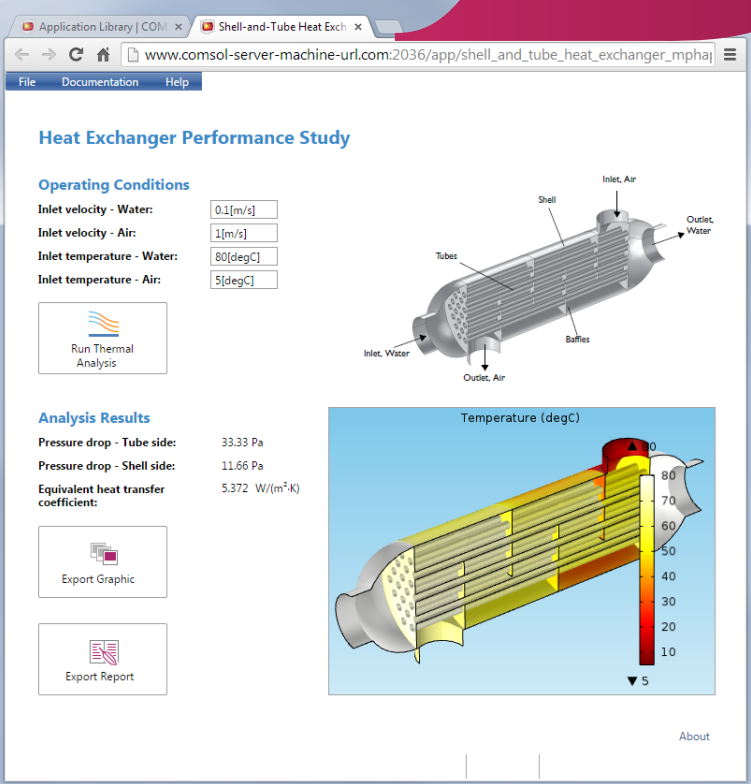 Application Library | COM
Shell-and-Tube Heat Exch
www.comsol-server-machine-url.com:2036/app/shell_and_tube_heat_exchanger_mphap
File Documentation Help
Heat Exchanger Performance Study
Operating Conditions
Inlet velocity - Water: 0.1[m/s]
Inlet velocity - Air: 1[m/s]
Inlet temperature - Water: 80[degC]
Inlet temperature - Air: 5[degC]
Run Thermal
Analysis
Inlet, Air
Shell
Outlet,
Water
Tubes
Baffles
Inlet, Water
Outlet, Air
Analysis Results
Pressure drop - Tube side: 33.33 Pa
Pressure drop - Shell side: 11.66 Pa
Equivalent heat transfer
coefficient: 5.372 W/(m²·K)
Export Graphic
Export Report
Temperature (degC)
▲ 80
80
70
60
50
40
30
20
10
▼ 5
About